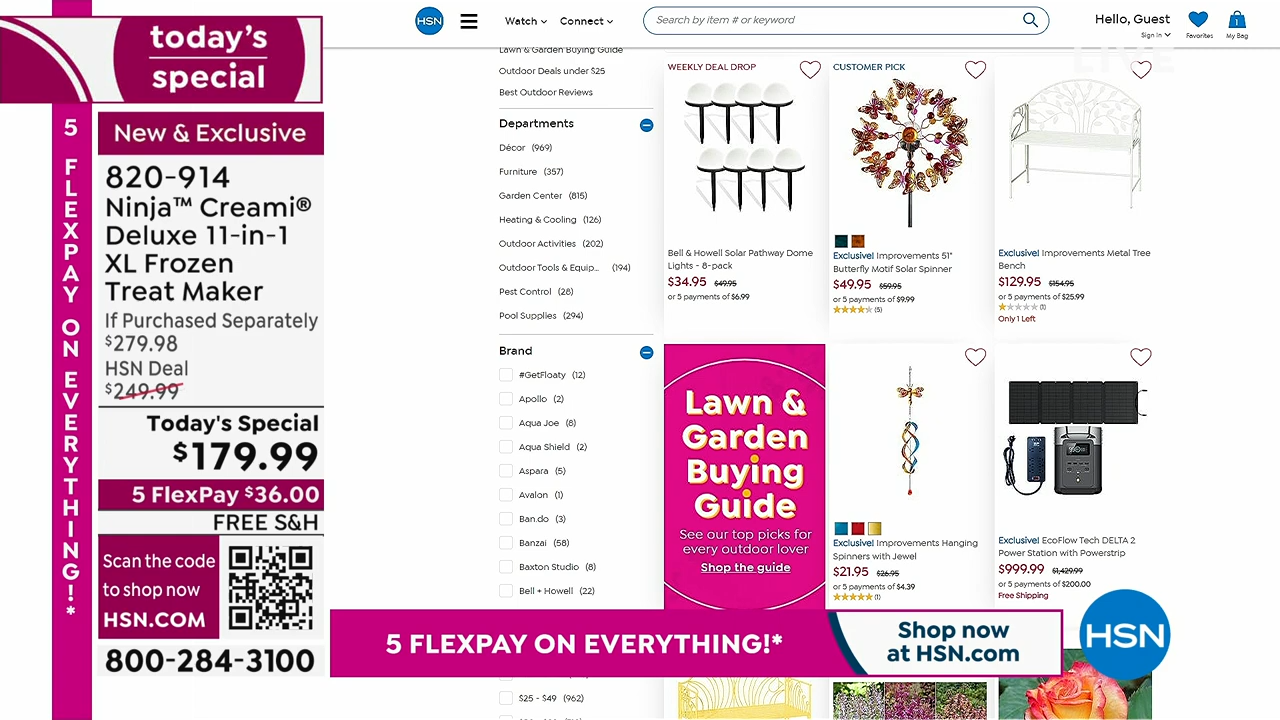 today's
special
5 FLEXPAY ON EVERYTHING!*
New & Exclusive
820-914
Ninja™ Creami®
Deluxe 11-in-1
XL Frozen
Treat Maker
If Purchased Separately
$279.98
HSN Deal
$249.99
Today's Special
$179.99
5 FlexPay $36.00
FREE S&H
Scan the code
to shop now
HSN.COM
800-284-3100
HSN
Watch
Connect
Search by item # or keyword
Hello, Guest
Sign In
Favorites
1
My Bag
LIVE
Lawn & Garden Buying Guide
Outdoor Deals under $25
Best Outdoor Reviews
Departments
Décor (969)
Furniture (357)
Garden Center (815)
Heating & Cooling (126)
Outdoor Activities (202)
Outdoor Tools & Equip... (194)
Pest Control (28)
Pool Supplies (294)
Brand
#GetFloaty (12)
Apollo (2)
Aqua Joe (8)
Aqua Shield (2)
Aspara (5)
Avalon (1)
Ban.do (3)
Banzai (58)
Baxton Studio (8)
Bell + Howell (22)
$25 - $49 (962)
WEEKLY DEAL DROP
Bell & Howell Solar Pathway Dome
Lights - 8-pack
$34.95 $49.95
or 5 payments of $6.99
CUSTOMER PICK
Exclusive! Improvements 51"
Butterfly Motif Solar Spinner
$49.95 $59.95
or 5 payments of $9.99
(5)
Exclusive! Improvements Metal Tree
Bench
$129.95 $154.95
or 5 payments of $25.99
(1)
Only 1 Left
Lawn &
Garden
Buying
Guide
See our top picks for
every outdoor lover
Shop the guide
Exclusive! Improvements Hanging
Spinners with Jewel
$21.95 $26.95
or 5 payments of $4.39
(1)
Exclusive! EcoFlow Tech DELTA 2
Power Station with Powerstrip
$999.99 $1,429.99
or 5 payments of $200.00
Free Shipping
5 FLEXPAY ON EVERYTHING!*
Shop now
at HSN.com
HSN